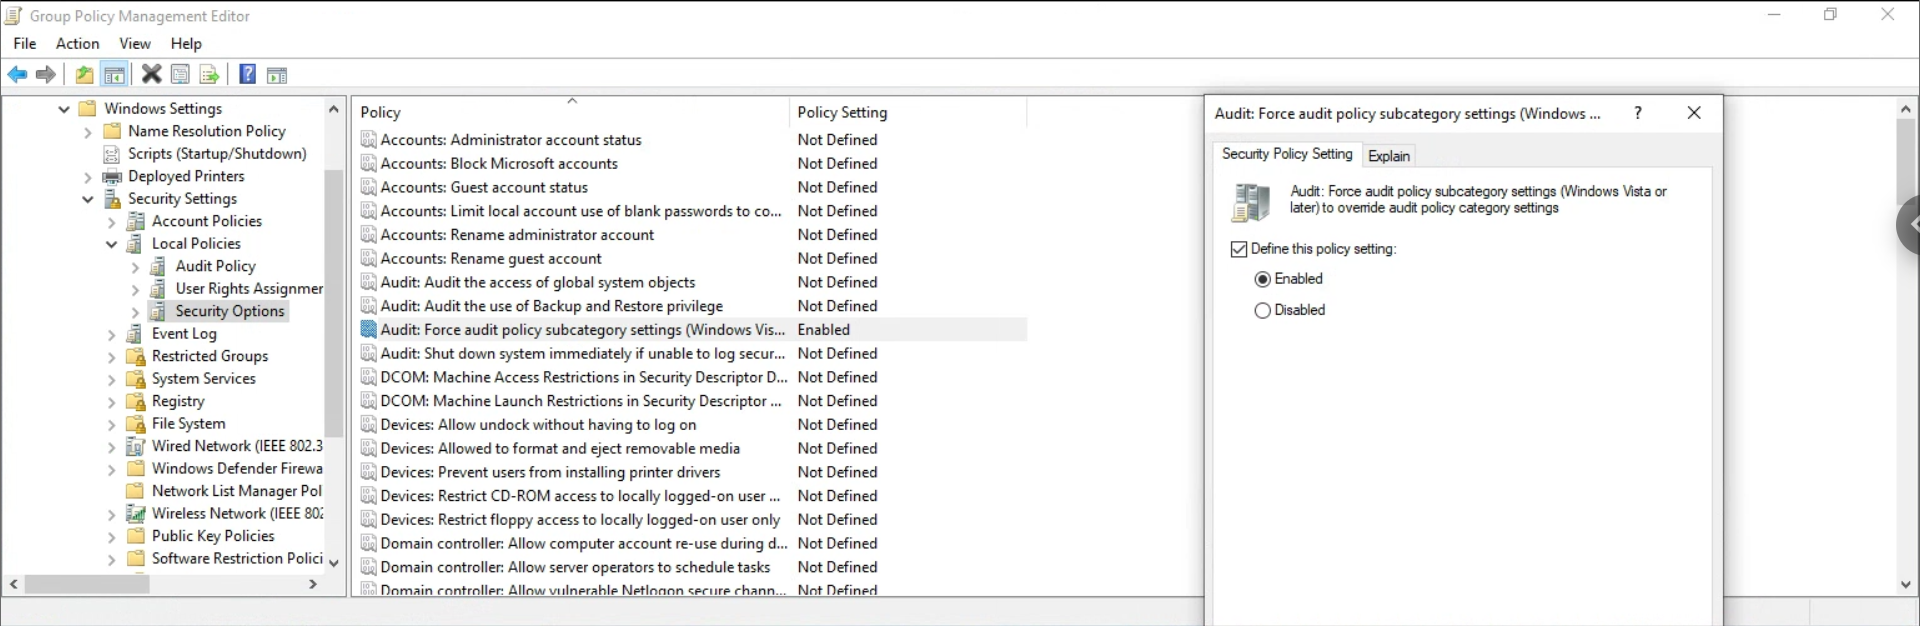 Group Policy Management Editor
File Action View Help
Windows Settings
Name Resolution Policy
Scripts (Startup/Shutdown)
Deployed Printers
Security Settings
Account Policies
Local Policies
Audit Policy
User Rights Assignmer
Security Options
Event Log
Restricted Groups
System Services
Registry
File System
Wired Network (IEEE 802.3
Windows Defender Firewa
Network List Manager Pol
Wireless Network (IEEE 802
Public Key Policies
Software Restriction Polici
Policy Policy Setting
Accounts: Administrator account status Not Defined
Accounts: Block Microsoft accounts Not Defined
Accounts: Guest account status Not Defined
Accounts: Limit local account use of blank passwords to co... Not Defined
Accounts: Rename administrator account Not Defined
Accounts: Rename guest account Not Defined
Audit: Audit the access of global system objects Not Defined
Audit: Audit the use of Backup and Restore privilege Not Defined
Audit: Force audit policy subcategory settings (Windows Vis... Enabled
Audit: Shut down system immediately if unable to log secur... Not Defined
DCOM: Machine Access Restrictions in Security Descriptor D... Not Defined
DCOM: Machine Launch Restrictions in Security Descriptor ... Not Defined
Devices: Allow undock without having to log on Not Defined
Devices: Allowed to format and eject removable media Not Defined
Devices: Prevent users from installing printer drivers Not Defined
Devices: Restrict CD-ROM access to locally logged-on user ... Not Defined
Devices: Restrict floppy access to locally logged-on user only Not Defined
Domain controller: Allow computer account re-use during d... Not Defined
Domain controller: Allow server operators to schedule tasks Not Defined
Domain controller: Allow vulnerable Netlogon secure chann... Not Defined
Audit: Force audit policy subcategory settings (Windows ... ?
Security Policy Setting Explain
Audit: Force audit policy subcategory settings (Windows Vista or
later) to override audit policy category settings
Define this policy setting:
Enabled
Disabled